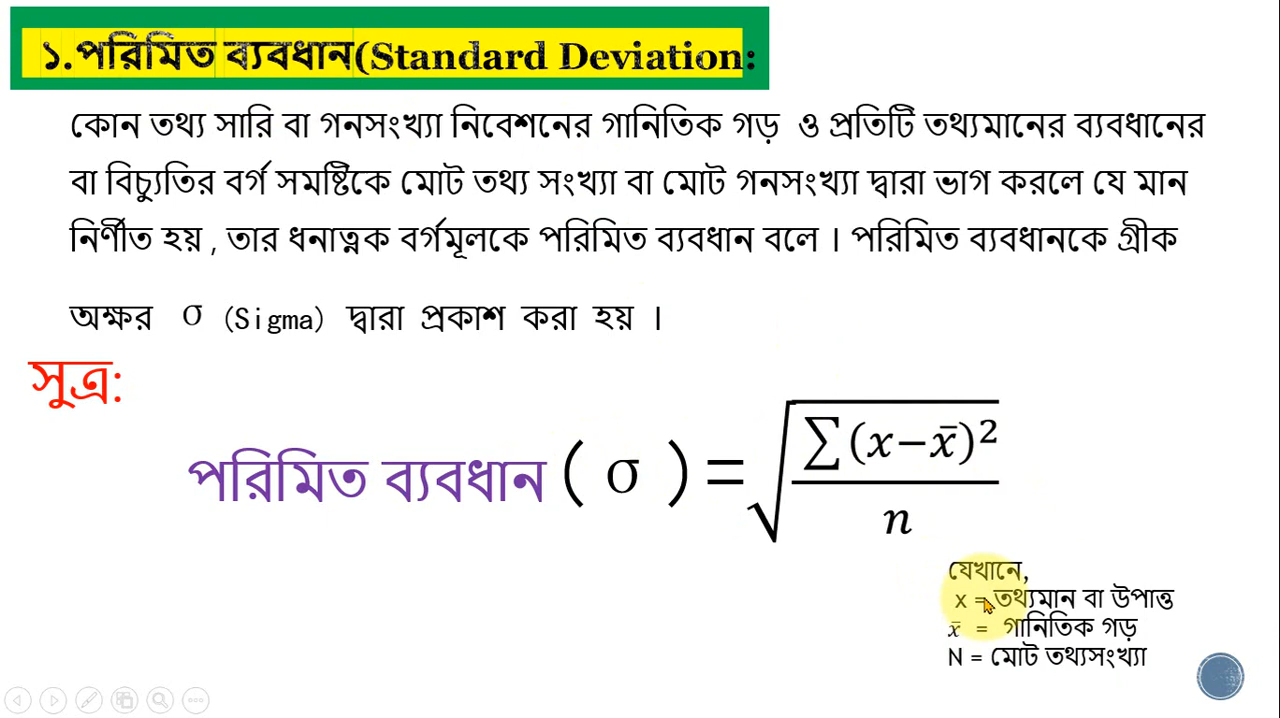 ১.পরিমিত ব্যবধান(Standard Deviation:
কোন তথ্য সারি বা গনসংখ্যা নিবেশনের গানিতিক গড় ও প্রতিটি তথ্যমানের ব্যবধানের
বা বিচ্যুতির বর্গ সমষ্টিকে মোট তথ্য সংখ্যা বা মোট গনসংখ্যা দ্বারা ভাগ করলে যে মান
নির্ণীত হয় , তার ধনাত্নক বর্গমূলকে পরিমিত ব্যবধান বলে । পরিমিত ব্যবধানকে গ্রীক
অক্ষর σ (Sigma) দ্বারা প্রকাশ করা হয় ।
সুত্র:
পরিমিত ব্যবধান ( σ ) = √(∑(x−x̄)²/n)
যেখানে,
x = তথ্যমান বা উপাত্ত
x̄ = গানিতিক গড়
N = মোট তথ্যসংখ্যা